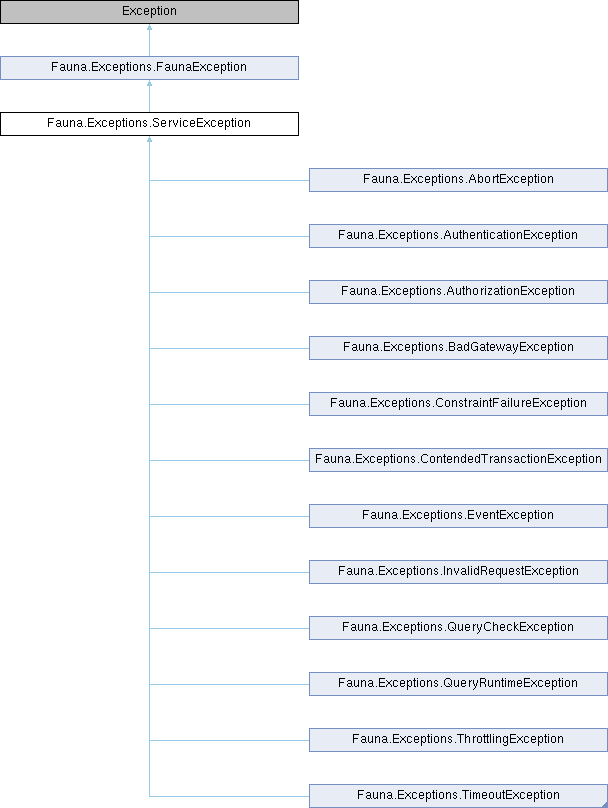 Exception
Fauna.Exceptions.FaunaException
Fauna.Exceptions.ServiceException
Fauna.Exceptions.AbortException
Fauna.Exceptions.AuthenticationException
Fauna.Exceptions.AuthorizationException
Fauna.Exceptions.BadGatewayException
Fauna.Exceptions.ConstraintFailureException
Fauna.Exceptions.ContendedTransactionException
Fauna.Exceptions.EventException
Fauna.Exceptions.InvalidRequestException
Fauna.Exceptions.QueryCheckException
Fauna.Exceptions.QueryRuntimeException
Fauna.Exceptions.ThrottlingException
Fauna.Exceptions.TimeoutException